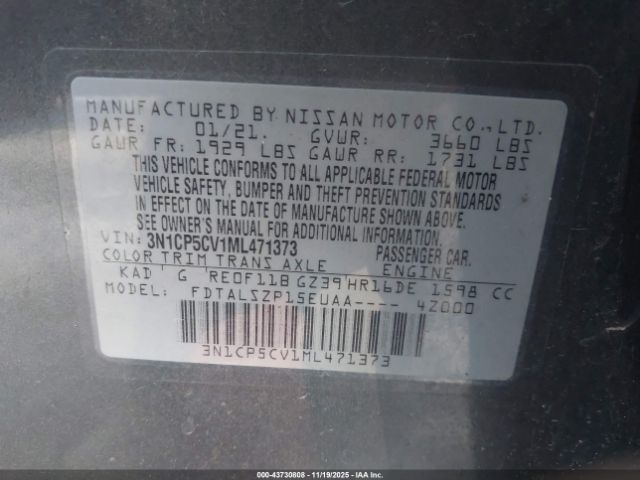 MANUFACTURED BY NISSAN MOTOR CO.,LTD.
DATE: 01/21. GVWR: 3660 LBS
GAWR FR: 1929 LBS GAWR RR: 1731 LBS
THIS VEHICLE CONFORMS TO ALL APPLICABLE FEDERAL MOTOR
VEHICLE SAFETY, BUMPER AND THEFT PREVENTION STANDARDS
IN EFFECT ON THE DATE OF MANUFACTURE SHOWN ABOVE.
SEE OWNER'S MANUAL FOR ADDITIONAL INFORMATION.
VIN: 3N1CP5CV1ML471373 PASSENGER CAR.
COLOR TRIM TRANS AXLE ENGINE
KAD G RE0F11B GZ39 HR16DE 1598 CC
MODEL: FDTALSZP15EUAA---- 42000
3N1CP5CV1ML471373
000-43730808 - 11/19/2025 - IAA Inc.